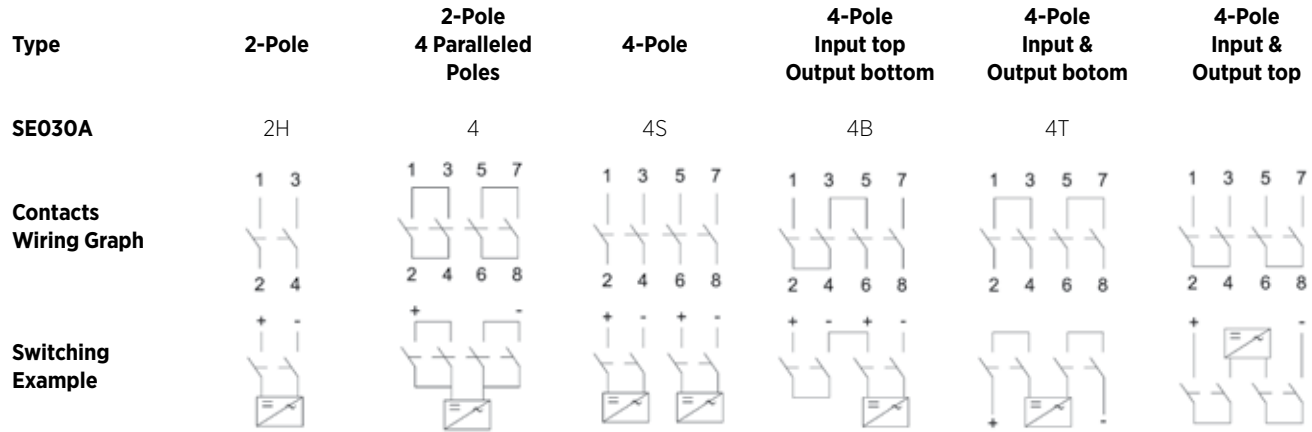 Type
2-Pole
2-Pole
4 Paralleled
Poles
4-Pole
4-Pole
Input top
Output bottom
4-Pole
Input &
Output botom
4-Pole
Input &
Output top
SE030A
2H
4
4S
4B
4T
Contacts
Wiring Graph
1 3
2 4
1 3 5 7
2 4 6 8
1 3 5 7
2 4 6 8
1 3 5 7
2 4 6 8
1 3 5 7
2 4 6 8
1 3 5 7
2 4 6 8
Switching
Example
+ -
+ -
+ - + -
+ - + -
+ -
+ -